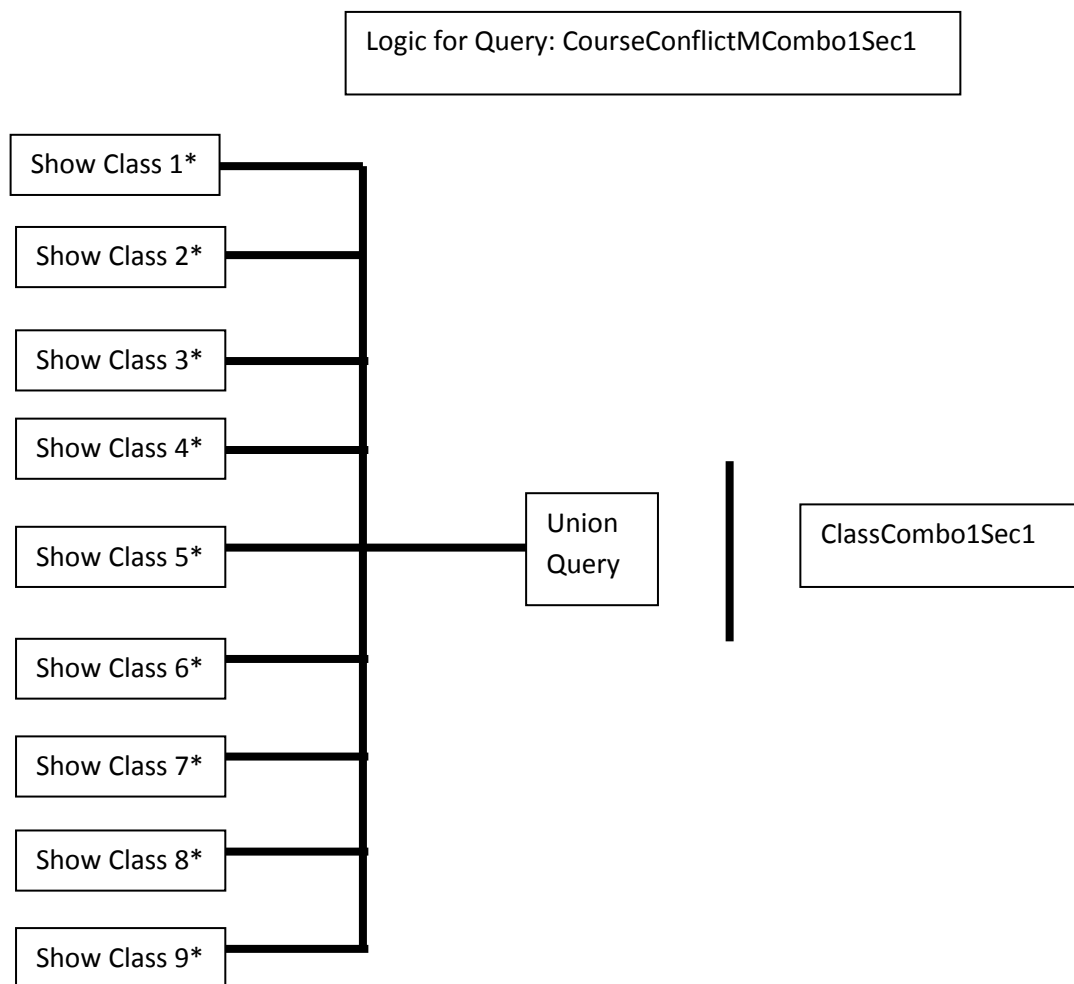 Logic for Query: CourseConflictMCombo1Sec1
Show Class 1*
Show Class 2*
Show Class 3*
Show Class 4*
Show Class 5*
Show Class 6*
Show Class 7*
Show Class 8*
Show Class 9*
Union
Query
ClassCombo1Sec1